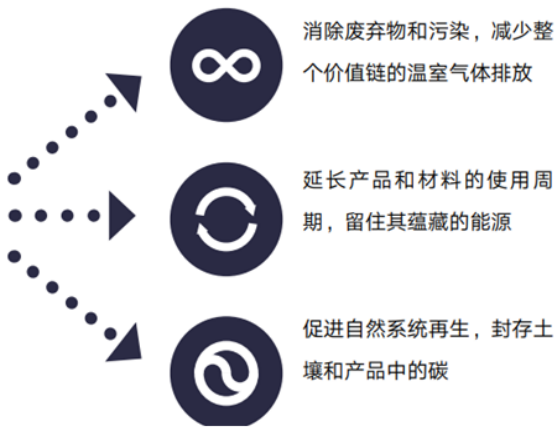 消除废弃物和污染，减少整
个价值链的温室气体排放
延长产品和材料的使用周
期，留住其蕴藏的能源
促进自然系统再生，封存土
壤和产品中的碳